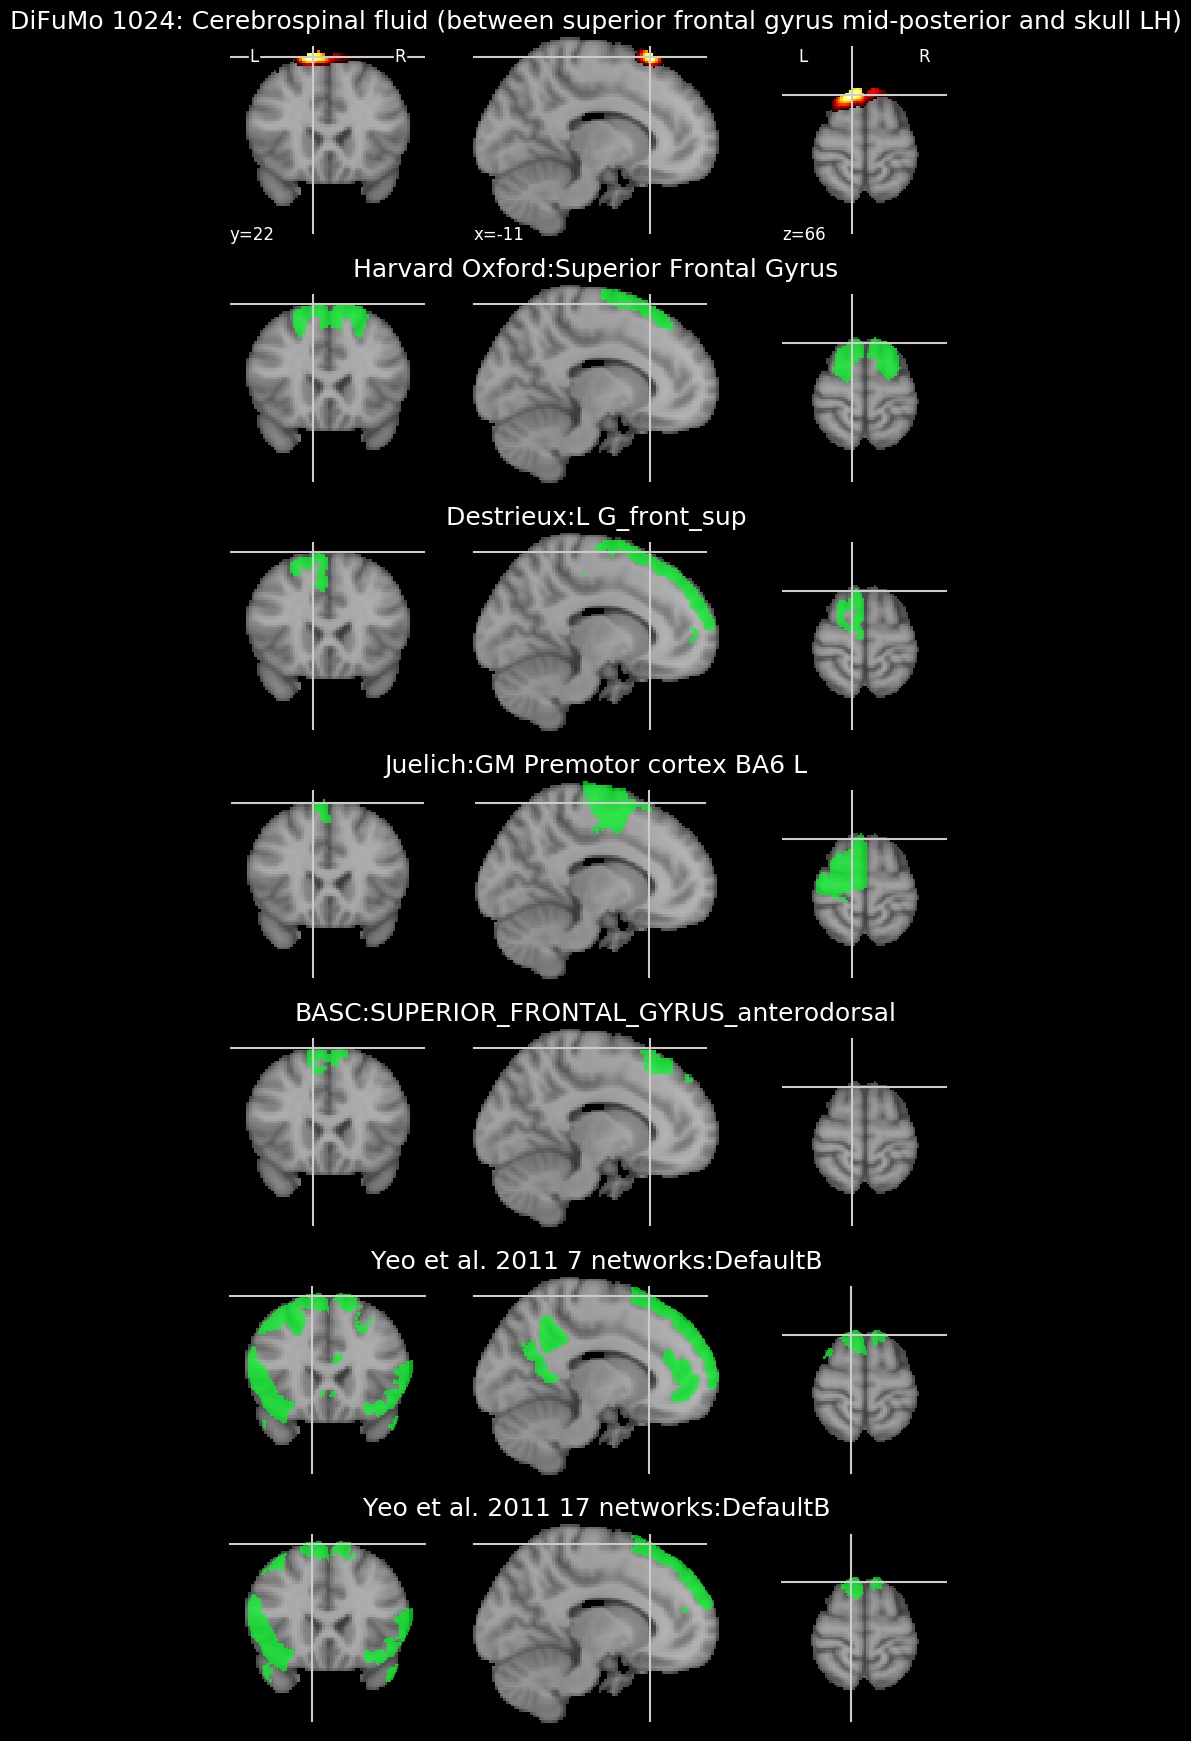 DiFuMo 1024: Cerebrospinal fluid (between superior frontal gyrus mid-posterior and skull LH)
L R L R
y=22 x=-11 z=66
Harvard Oxford:Superior Frontal Gyrus
Destrieux:L G_front_sup
Juelich:GM Premotor cortex BA6 L
BASC:SUPERIOR_FRONTAL_GYRUS_anterodorsal
Yeo et al. 2011 7 networks:DefaultB
Yeo et al. 2011 17 networks:DefaultB